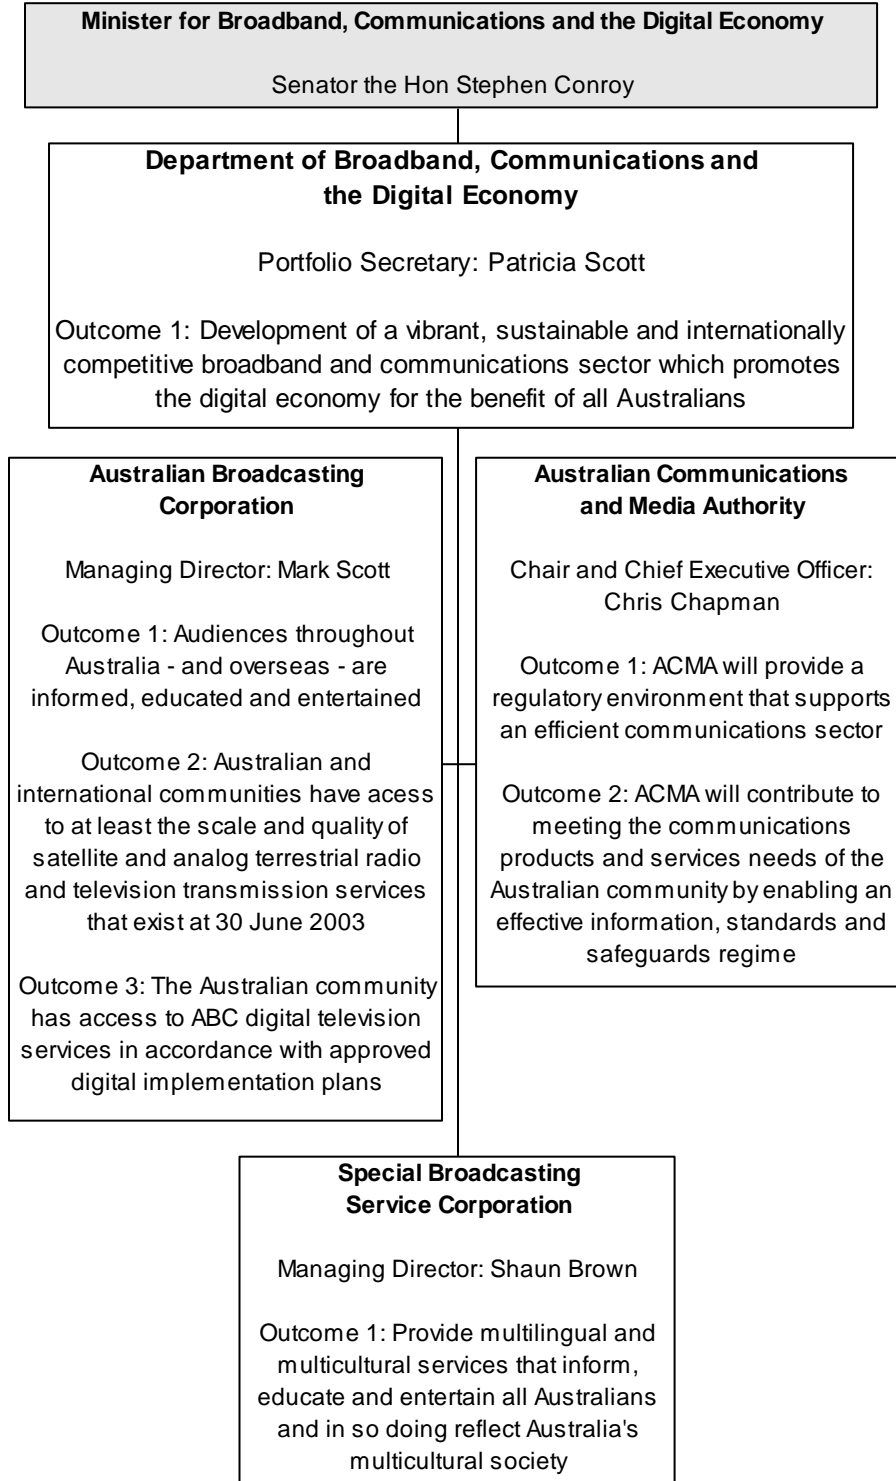 Minister for Broadband, Communications and the Digital Economy
Senator the Hon Stephen Conroy
Department of Broadband, Communications and
the Digital Economy
Portfolio Secretary: Patricia Scott
Outcome 1: Development of a vibrant, sustainable and internationally
competitive broadband and communications sector which promotes
the digital economy for the benefit of all Australians
Australian Broadcasting
Corporation
Managing Director: Mark Scott
Outcome 1: Audiences throughout
Australia - and overseas - are
informed, educated and entertained
Outcome 2: Australian and
international communities have acess
to at least the scale and quality of
satellite and analog terrestrial radio
and television transmission services
that exist at 30 June 2003
Outcome 3: The Australian community
has access to ABC digital television
services in accordance with approved
digital implementation plans
Australian Communications
and Media Authority
Chair and Chief Executive Officer:
Chris Chapman
Outcome 1: ACMA will provide a
regulatory environment that supports
an efficient communications sector
Outcome 2: ACMA will contribute to
meeting the communications
products and services needs of the
Australian community by enabling an
effective information, standards and
safeguards regime
Special Broadcasting
Service Corporation
Managing Director: Shaun Brown
Outcome 1: Provide multilingual and
multicultural services that inform,
educate and entertain all Australians
and in so doing reflect Australia's
multicultural society